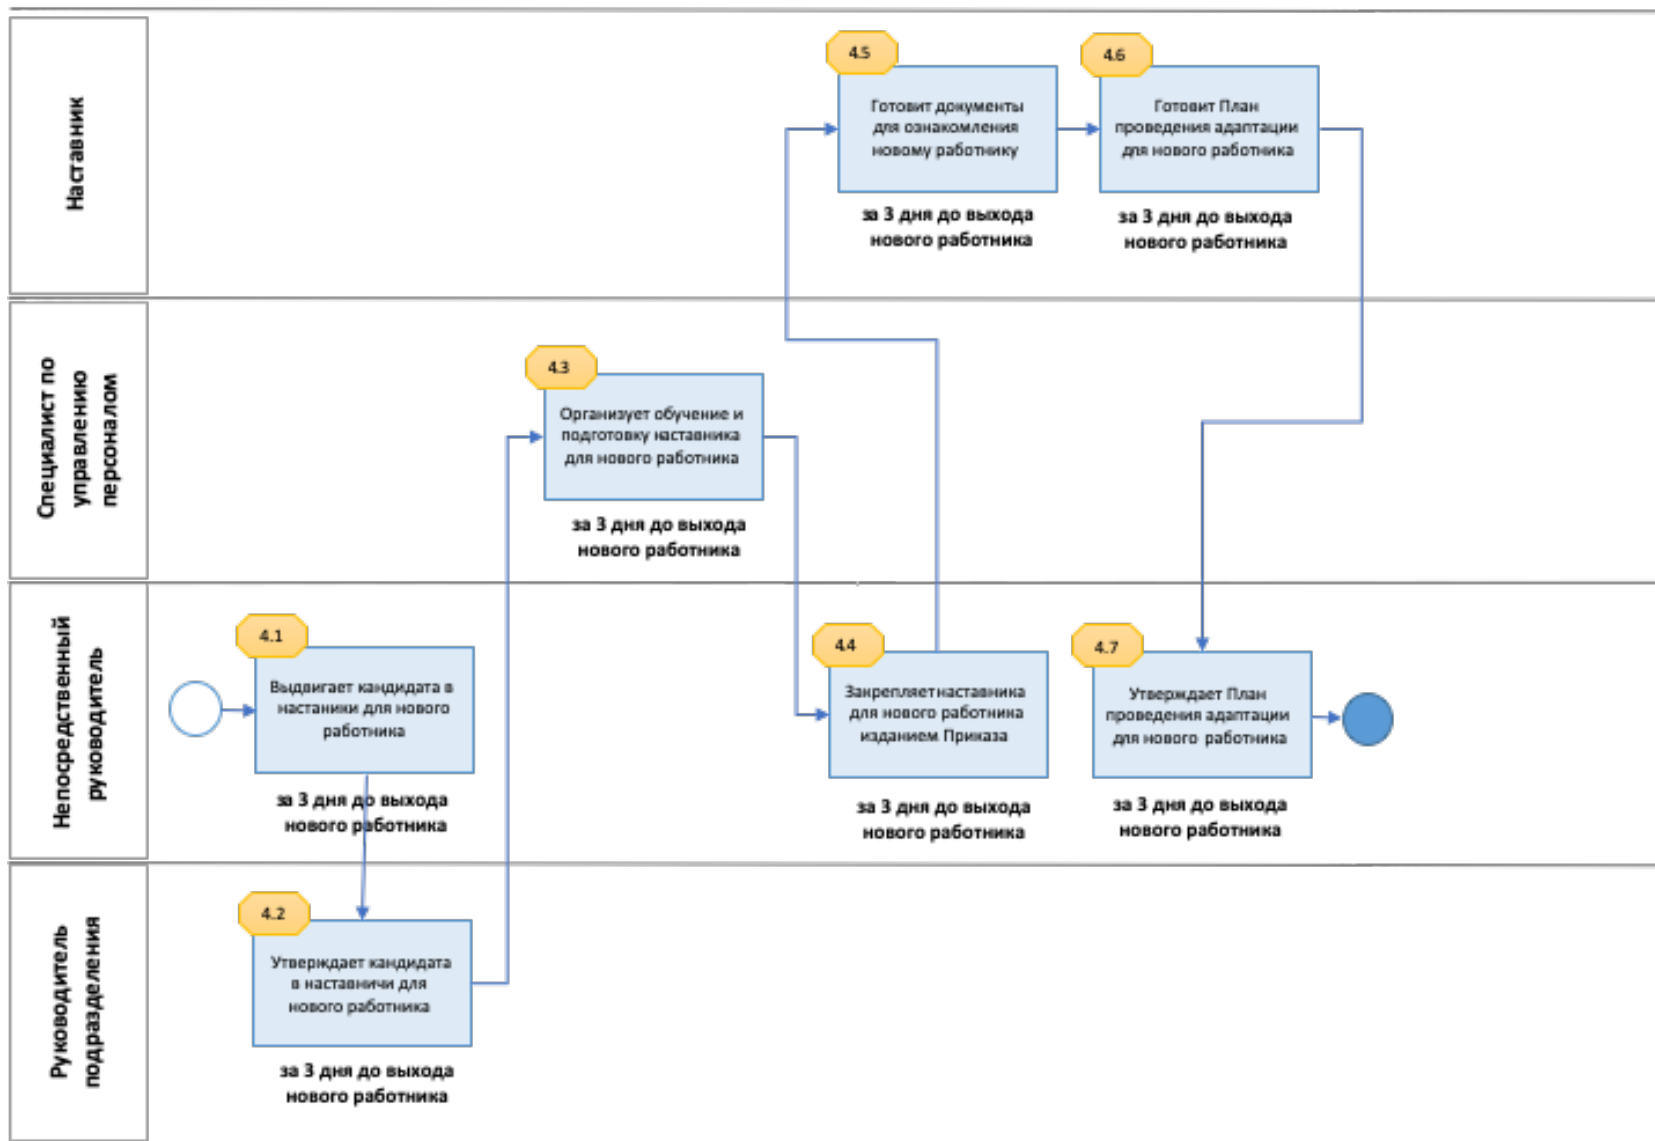 Наставник
4.5
Готовит документы
для ознакомления
новому работнику
за 3 дня до выхода
нового работника
4.6
Готовит План
проведения адаптации
для нового работника
за 3 дня до выхода
нового работника
Специалист по
управлению
персоналом
4.3
Организует обучение и
подготовку наставника
для нового работника
за 3 дня до выхода
нового работника
Непосредственный
руководитель
4.1
Выдвигает кандидата в
настаники для нового
работника
за 3 дня до выхода
нового работника
4.4
Закрепляет наставника
для нового работника
изданием Приказа
за 3 дня до выхода
нового работника
4.7
Утверждает План
проведения адаптации
для нового работника
за 3 дня до выхода
нового работника
Руководитель
подразделения
4.2
Утверждает кандидата
в наставничи для
нового работника
за 3 дня до выхода
нового работника